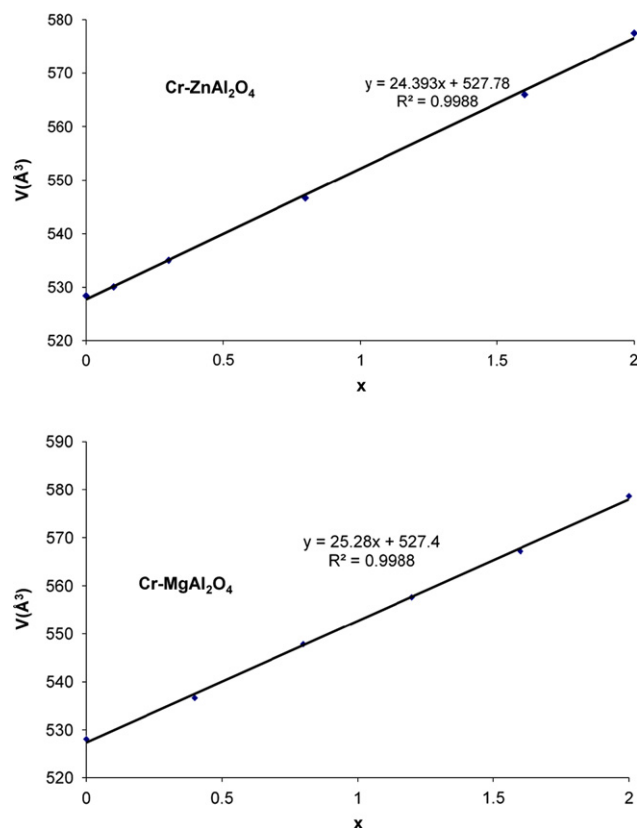 580
570
560
550
540
530
520
V(Å³)
Cr-ZnAl₂O₄
y = 24.393x + 527.78
R² = 0.9988
0
0.5
1
1.5
2
x
590
580
570
560
550
540
530
520
V(Å³)
Cr-MgAl₂O₄
y = 25.28x + 527.4
R² = 0.9988
0
0.5
1
1.5
2
x